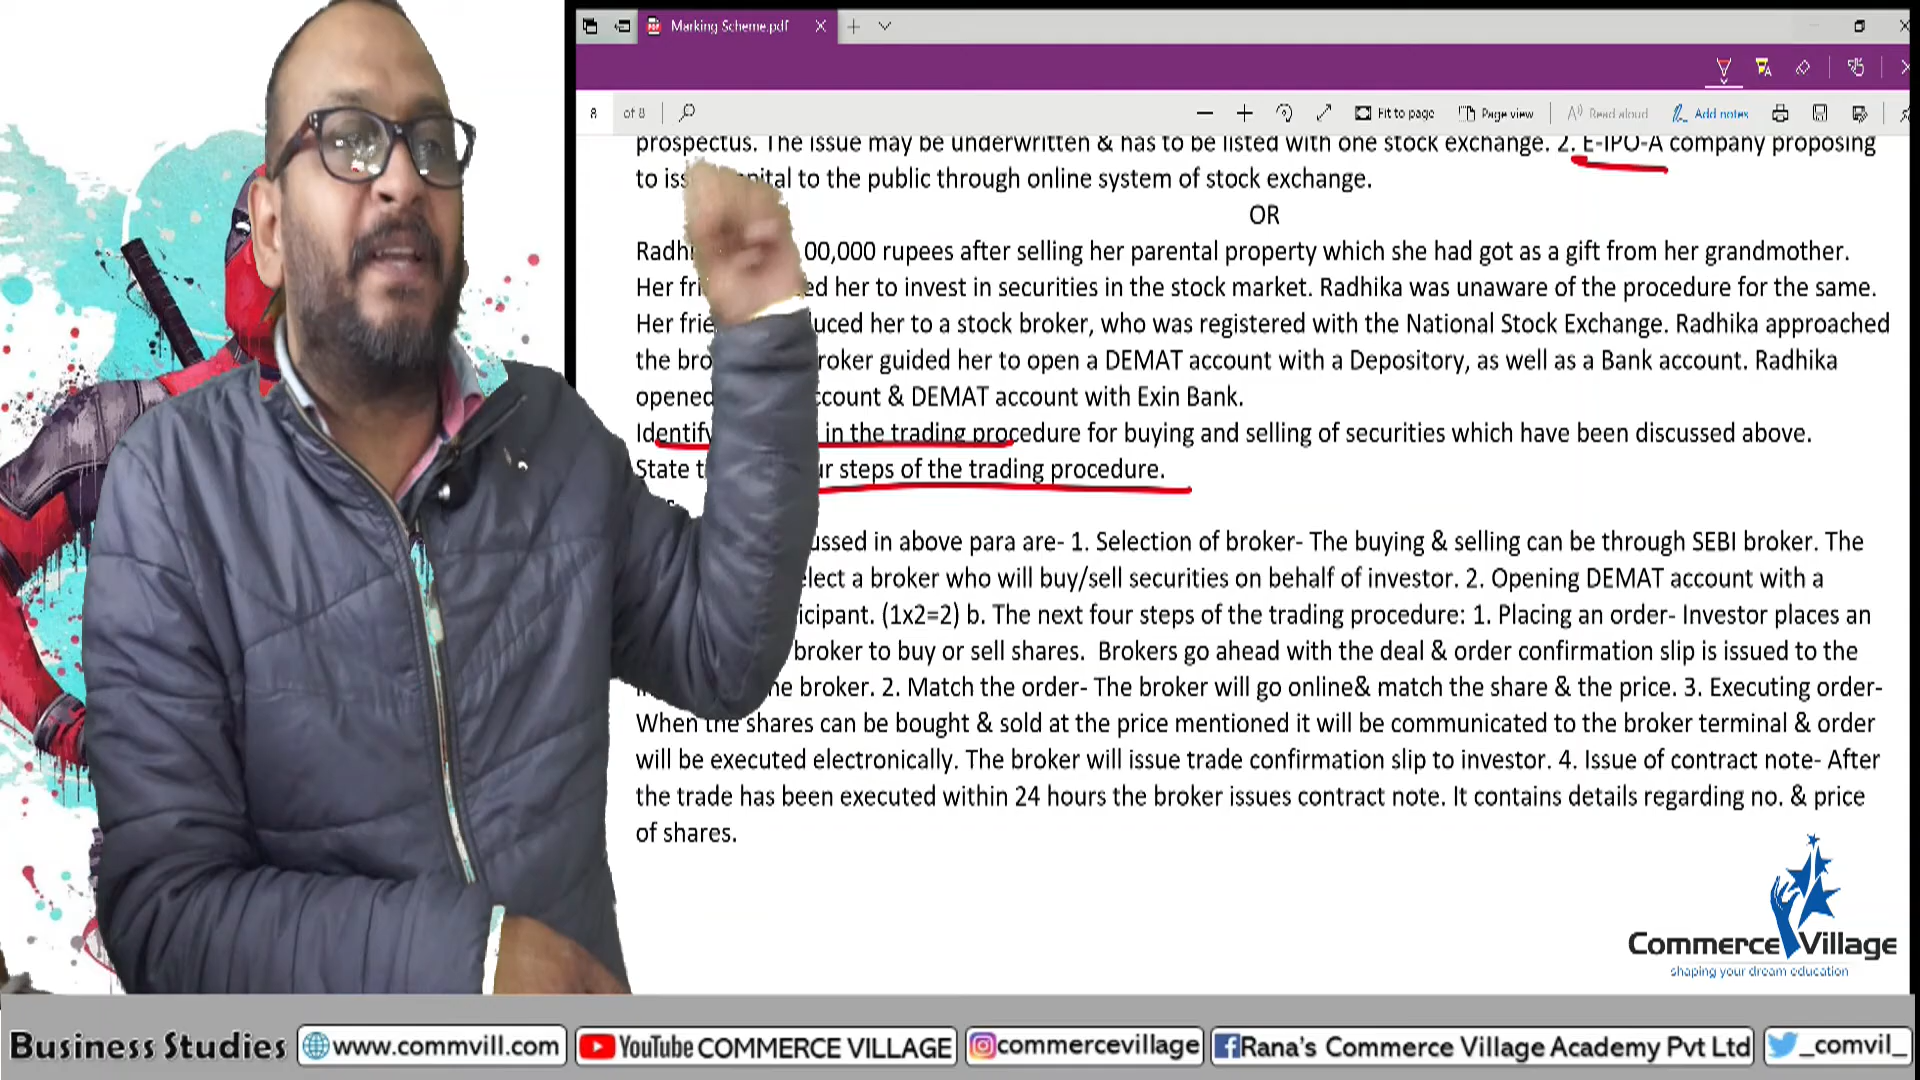 Marking Scheme.pdf
8 of 8
Fit to page
Page view
Read aloud
Add notes
prospectus. The issue may be underwritten & has to be listed with one stock exchange. 2. E-IPO-A company proposing
to iss pital to the public through online system of stock exchange.
OR
Radh 00,000 rupees after selling her parental property which she had got as a gift from her grandmother.
Her fri ed her to invest in securities in the stock market. Radhika was unaware of the procedure for the same.
Her frie uced her to a stock broker, who was registered with the National Stock Exchange. Radhika approached
the bro roker guided her to open a DEMAT account with a Depository, as well as a Bank account. Radhika
opened ccount & DEMAT account with Exin Bank.
Identify in the trading procedure for buying and selling of securities which have been discussed above.
State t ur steps of the trading procedure.
ussed in above para are- 1. Selection of broker- The buying & selling can be through SEBI broker. The
elect a broker who will buy/sell securities on behalf of investor. 2. Opening DEMAT account with a
icipant. (1x2=2) b. The next four steps of the trading procedure: 1. Placing an order- Investor places an
broker to buy or sell shares. Brokers go ahead with the deal & order confirmation slip is issued to the
he broker. 2. Match the order- The broker will go online& match the share & the price. 3. Executing order-
When the shares can be bought & sold at the price mentioned it will be communicated to the broker terminal & order
will be executed electronically. The broker will issue trade confirmation slip to investor. 4. Issue of contract note- After
the trade has been executed within 24 hours the broker issues contract note. It contains details regarding no. & price
of shares.
Commerce Village
shaping your dream education
Business Studies
www.commvill.com
YouTube COMMERCE VILLAGE
commercevillage
Rana's Commerce Village Academy Pvt Ltd
_comvil_